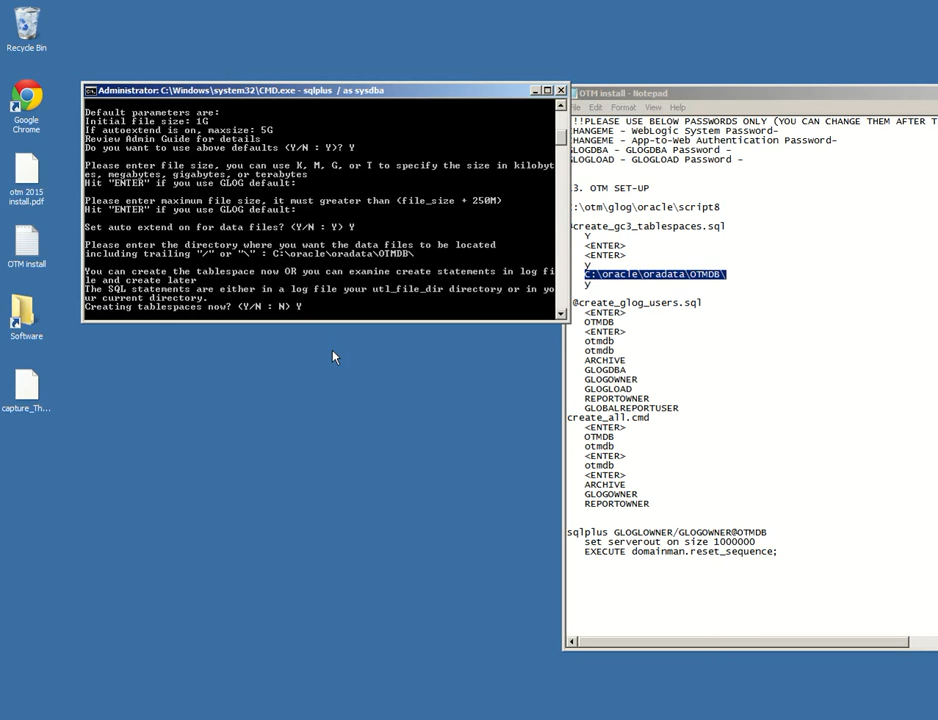 Recycle Bin
Google
Chrome
otm 2015
install.pdf
OTM install
Software
capture_Th...
Administrator: C:\Windows\system32\CMD.exe - sqlplus / as sysdba
Default parameters are:
Initial file size: 1G
If autoextend is on, maxsize: 5G
Review Admin Guide for details
Do you want to use above defaults (Y/N : Y)? Y
Please enter file size, you can use K, M, G, or T to specify the size in kilobyt
es, megabytes, gigabytes, or terabytes
Hit "ENTER" if you use GLOG default:
Please enter maximum file size, it must greater than (file_size + 250M)
Hit "ENTER" if you use GLOG default:
Set auto extend on for data files? (Y/N : Y) Y
Please enter the directory where you want the data files to be located
including trailing "/" or "\" : C:\oracle\oradata\OTMDB\
You can create the tablespace now OR you can examine create statements in log fi
le and create later
The SQL statements are either in a log file your utl_file_dir directory or in yo
ur current directory.
Creating tablespaces now? (Y/N : N) Y
OTM install - Notepad
ile Edit Format View Help
!!PLEASE USE BELOW PASSWORDS ONLY (YOU CAN CHANGE THEM AFTER T
HANGEME - WebLogic System Password-
HANGEME - App-to-Web Authentication Password-
LOGDBA - GLOGDBA Password -
LOGLOAD - GLOGLOAD Password -
3. OTM SET-UP
:\otm\glog\oracle\script8
@create_gc3_tablespaces.sql
Y
<ENTER>
<ENTER>
y
C:\oracle\oradata\OTMDB\
y
@create_glog_users.sql
<ENTER>
OTMDB
<ENTER>
otmdb
otmdb
ARCHIVE
GLOGDBA
GLOGOWNER
GLOGLOAD
REPORTOWNER
GLOBALREPORTUSER
create_all.cmd
<ENTER>
OTMDB
otmdb
<ENTER>
otmdb
<ENTER>
ARCHIVE
GLOGOWNER
REPORTOWNER
sqlplus GLOGLOWNER/GLOGOWNER@OTMDB
set serverout on size 1000000
EXECUTE domainman.reset_sequence;